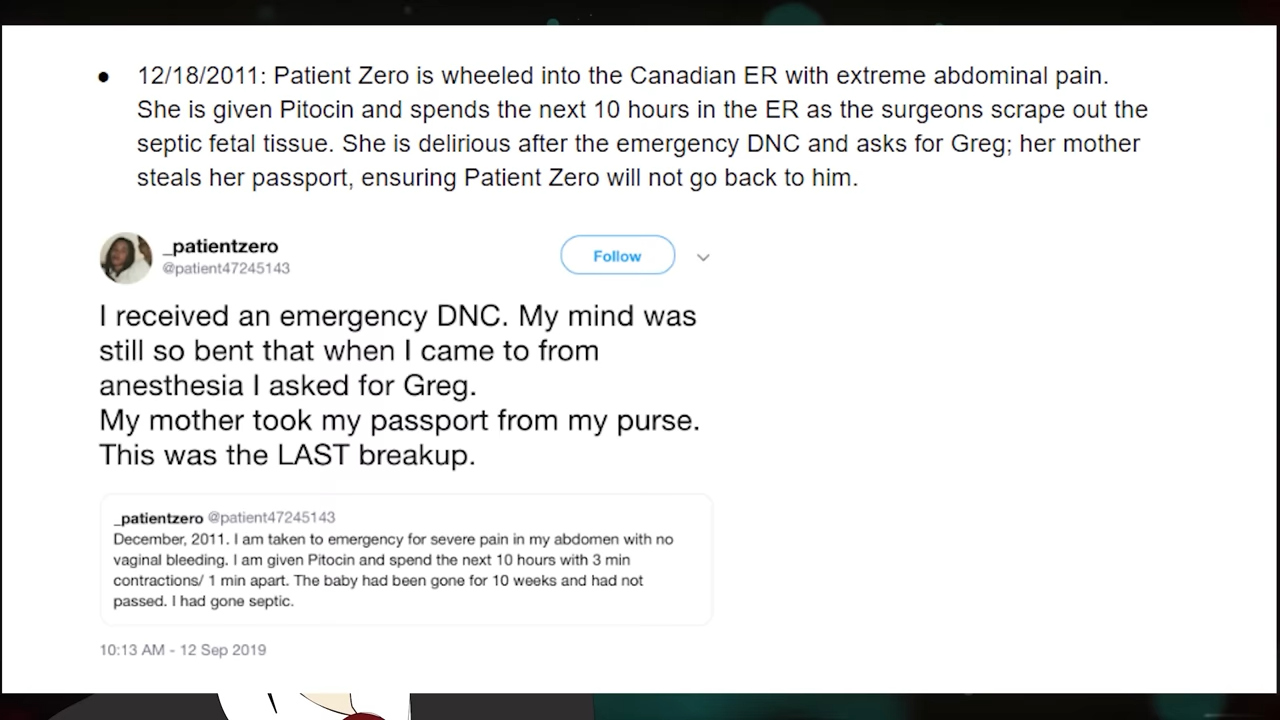 ● 12/18/2011: Patient Zero is wheeled into the Canadian ER with extreme abdominal pain.
She is given Pitocin and spends the next 10 hours in the ER as the surgeons scrape out the
septic fetal tissue. She is delirious after the emergency DNC and asks for Greg; her mother
steals her passport, ensuring Patient Zero will not go back to him.
_patientzero
@patient47245143
Follow
I received an emergency DNC. My mind was
still so bent that when I came to from
anesthesia I asked for Greg.
My mother took my passport from my purse.
This was the LAST breakup.
_patientzero @patient47245143
December, 2011. I am taken to emergency for severe pain in my abdomen with no
vaginal bleeding. I am given Pitocin and spend the next 10 hours with 3 min
contractions/ 1 min apart. The baby had been gone for 10 weeks and had not
passed. I had gone septic.
10:13 AM - 12 Sep 2019